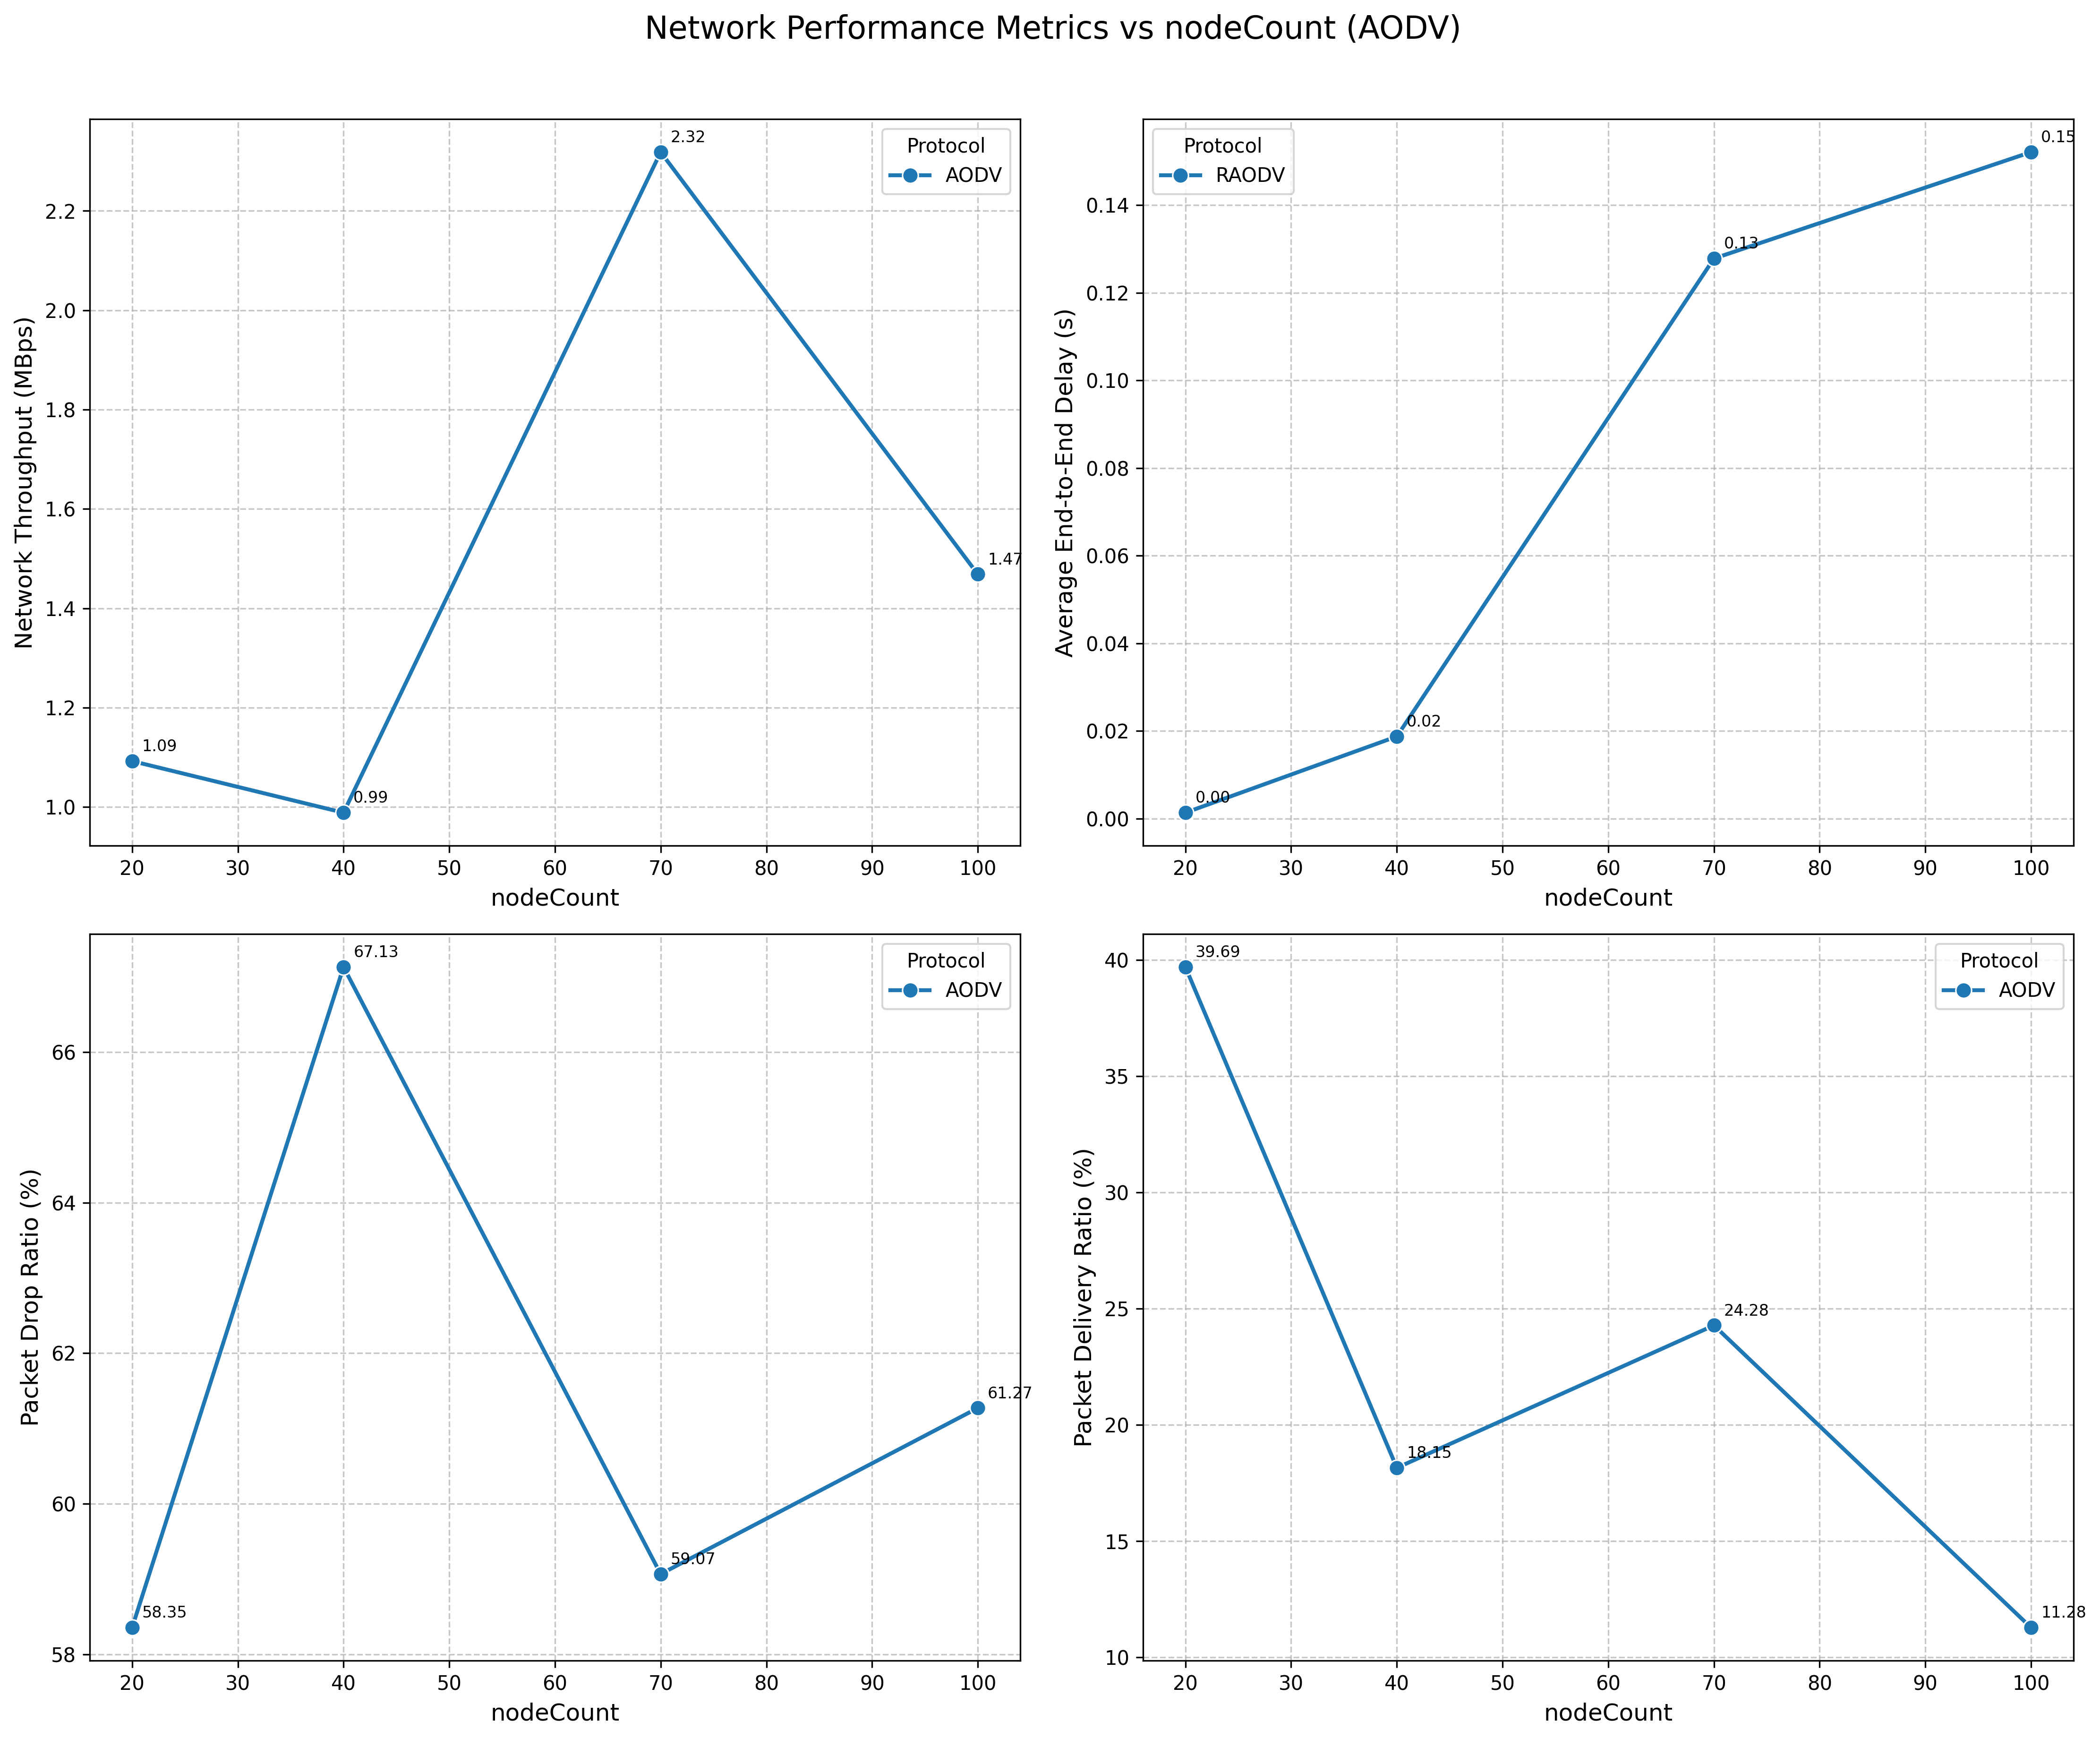 Network Performance Metrics vs nodeCount (AODV)
Network Throughput (MBps)
2.2
2.0
1.8
1.6
1.4
1.2
1.0
Protocol
AODV
1.09
0.99
2.32
1.47
20 30 40 50 60 70 80 90 100
nodeCount
Average End-to-End Delay (s)
0.14
0.12
0.10
0.08
0.06
0.04
0.02
0.00
Protocol
RAODV
0.00
0.02
0.13
0.15
20 30 40 50 60 70 80 90 100
nodeCount
Packet Drop Ratio (%)
66
64
62
60
58
Protocol
AODV
58.35
67.13
59.07
61.27
20 30 40 50 60 70 80 90 100
nodeCount
Packet Delivery Ratio (%)
40
35
30
25
20
15
10
Protocol
AODV
39.69
18.15
24.28
11.28
20 30 40 50 60 70 80 90 100
nodeCount